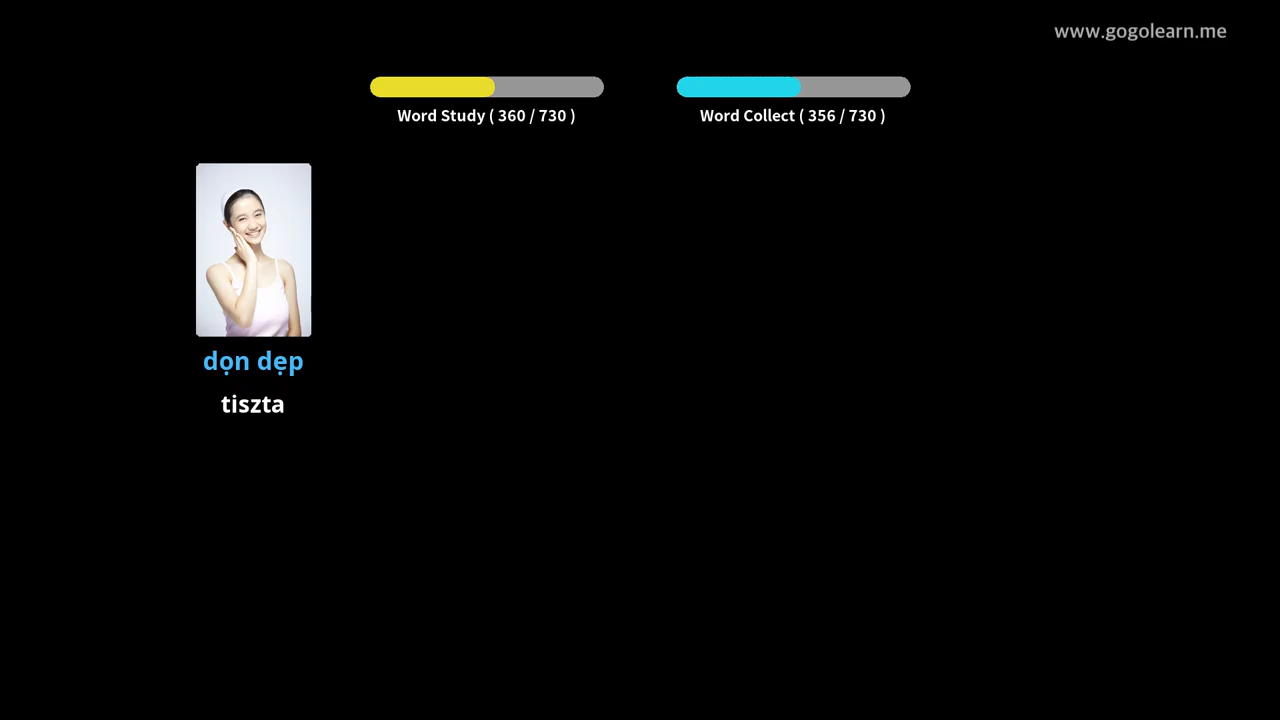 www.gogolearn.me
Word Study ( 360 / 730 )
Word Collect ( 356 / 730 )
dọn dẹp
tiszta